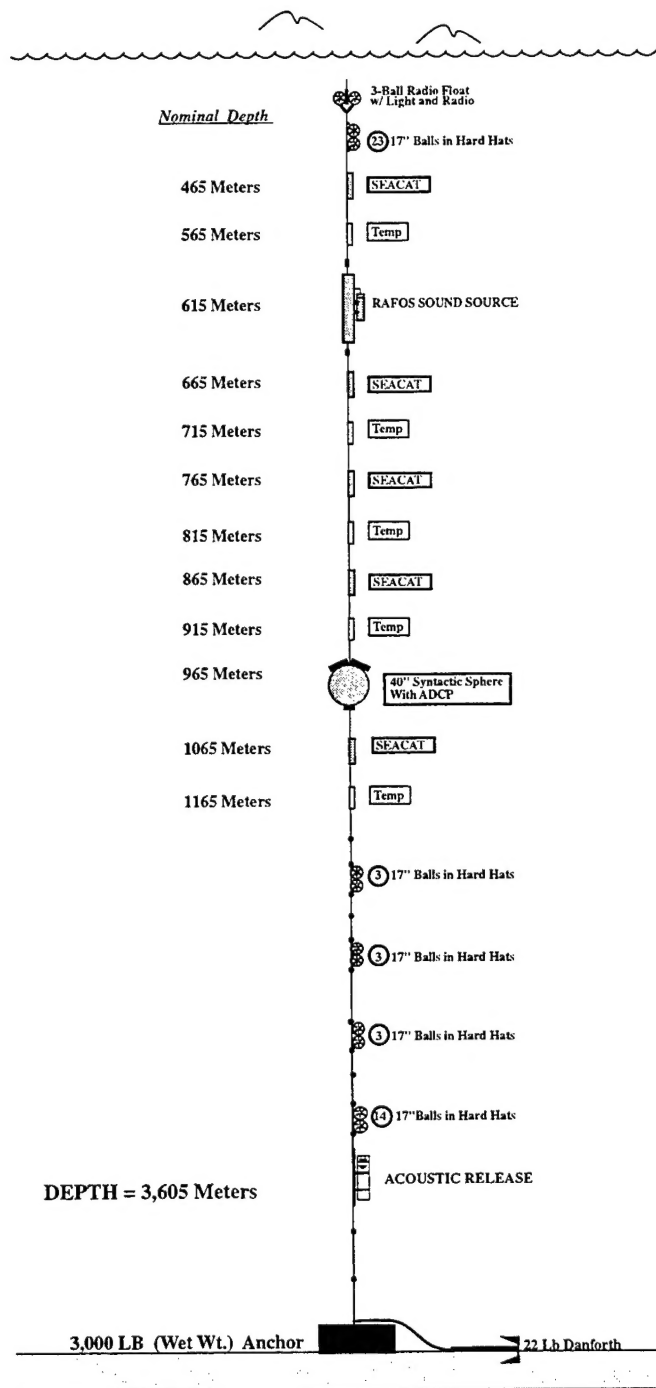 3-Ball Radio Float
w/ Light and Radio
Nominal Depth
23 17" Balls in Hard Hats
465 Meters SEACAT
565 Meters Temp
615 Meters RAFOS SOUND SOURCE
665 Meters SEACAT
715 Meters Temp
765 Meters SEACAT
815 Meters Temp
865 Meters SEACAT
915 Meters Temp
965 Meters
40" Syntactic Sphere
With ADCP
1065 Meters SEACAT
1165 Meters Temp
3 17" Balls in Hard Hats
3 17" Balls in Hard Hats
3 17" Balls in Hard Hats
14 17"Balls in Hard Hats
ACOUSTIC RELEASE
DEPTH = 3,605 Meters
3,000 LB (Wet Wt.) Anchor 22 Lb Danforth